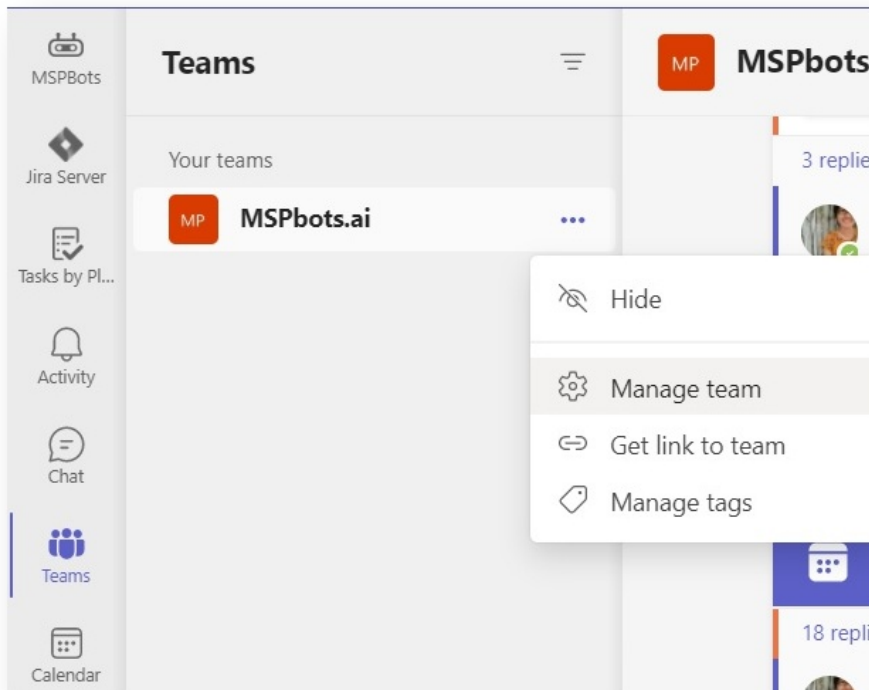 MSPBots
Jira Server
Tasks by Pl...
Activity
Chat
Teams
Calendar
Teams
Your teams
MP
MSPbots.ai
Hide
Manage team
Get link to team
Manage tags
MP
MSPbots
3 replie
18 repli